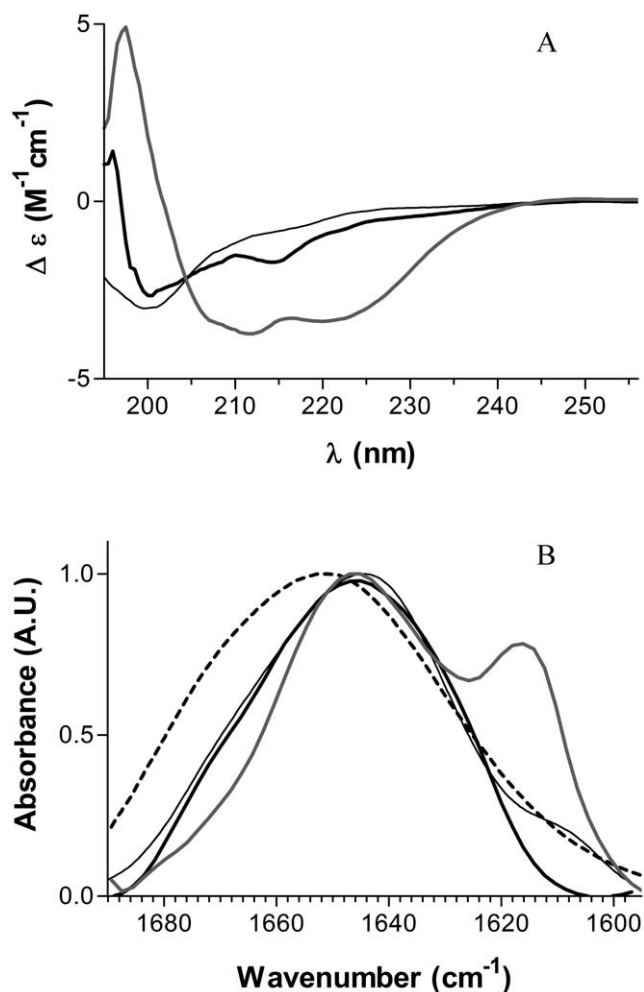 A
5
0
-5
Δ ε (M⁻¹cm⁻¹)
200 210 220 230 240 250
λ (nm)
B
1.0
0.5
0.0
Absorbance (A.U.)
1680 1660 1640 1620 1600
Wavenumber (cm⁻¹)